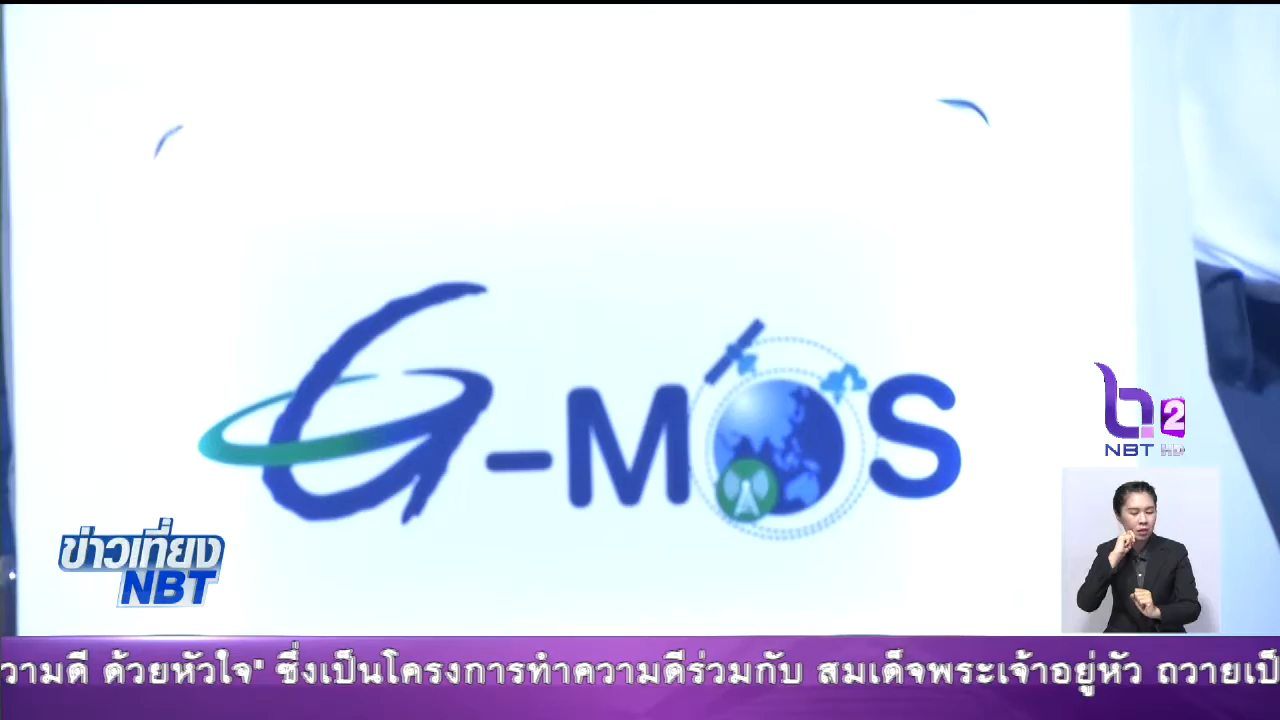 G-MOS
2
NBT HD
ข่าวเที่ยง
NBT
วามดี ด้วยหัวใจ" ซึ่งเป็นโครงการทำความดีร่วมกับ สมเด็จพระเจ้าอยู่หัว ถวายเป็